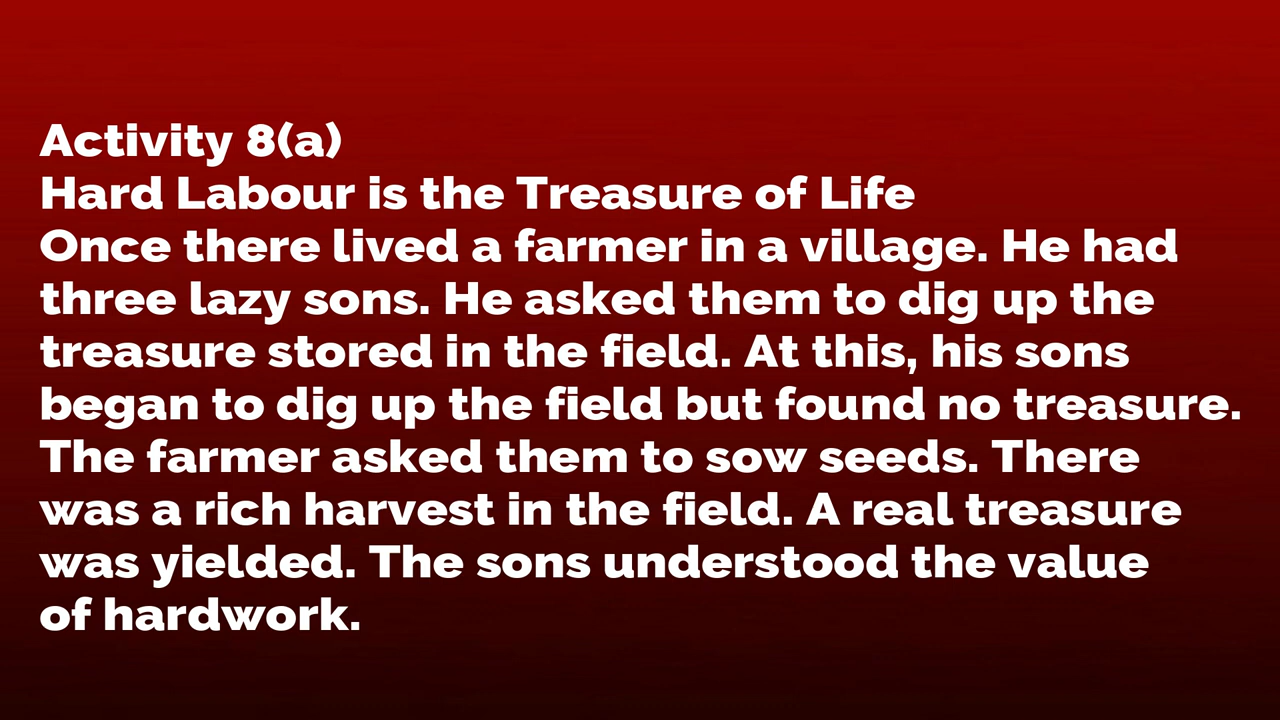 Activity 8(a)
Hard Labour is the Treasure of Life
Once there lived a farmer in a village. He had
three lazy sons. He asked them to dig up the
treasure stored in the field. At this, his sons
began to dig up the field but found no treasure.
The farmer asked them to sow seeds. There
was a rich harvest in the field. A real treasure
was yielded. The sons understood the value
of hardwork.